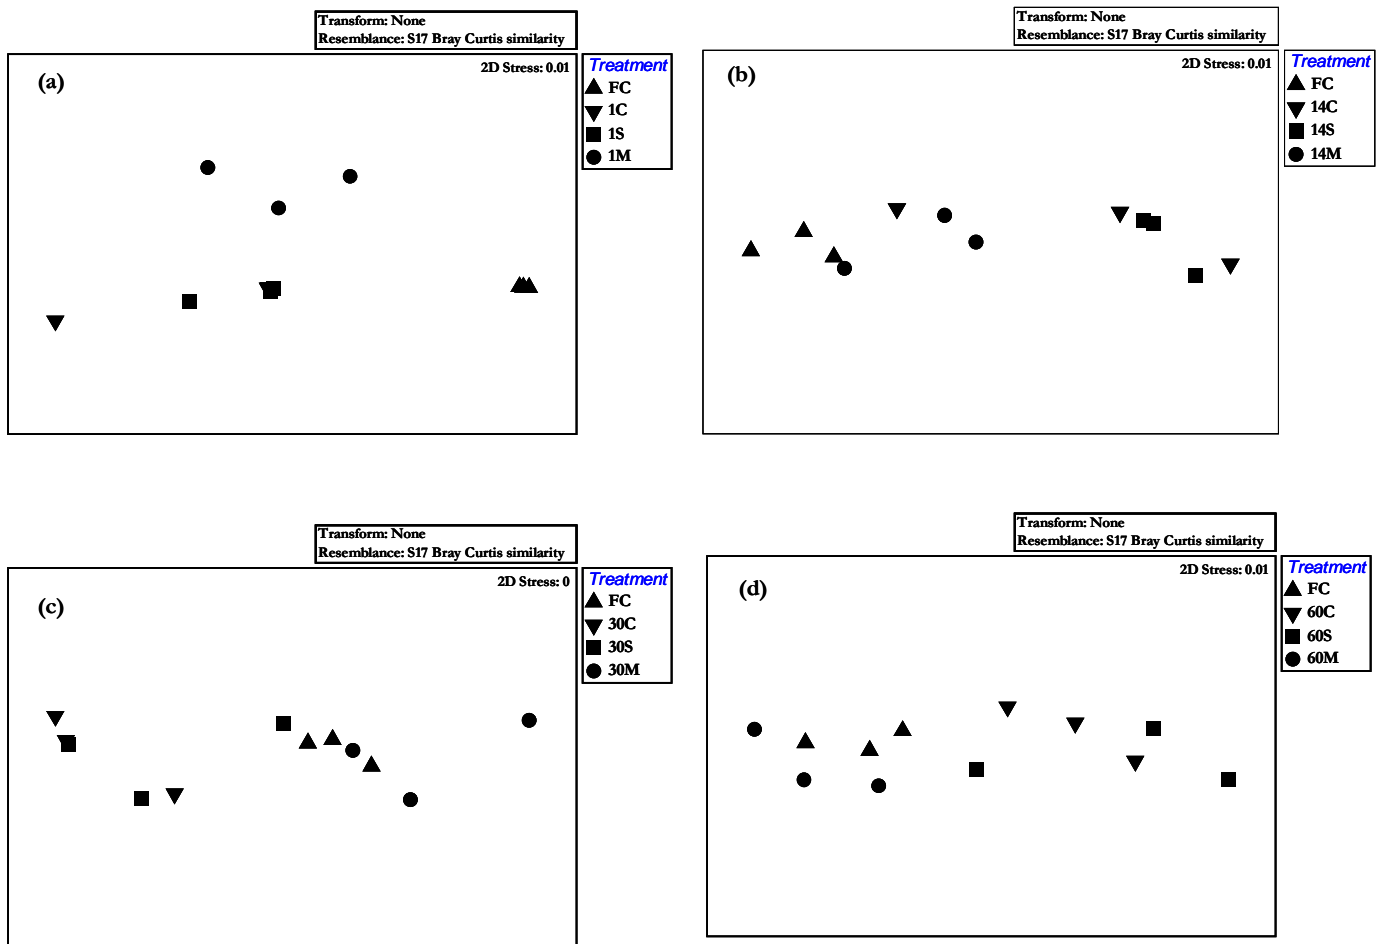 Transform: None
Resemblance: S17 Bray Curtis similarity
(a)
2D Stress: 0.01
Treatment
FC
1C
1S
1M
Transform: None
Resemblance: S17 Bray Curtis similarity
(b)
2D Stress: 0.01
Treatment
FC
14C
14S
14M
Transform: None
Resemblance: S17 Bray Curtis similarity
(c)
2D Stress: 0
Treatment
FC
30C
30S
30M
Transform: None
Resemblance: S17 Bray Curtis similarity
(d)
2D Stress: 0.01
Treatment
FC
60C
60S
60M